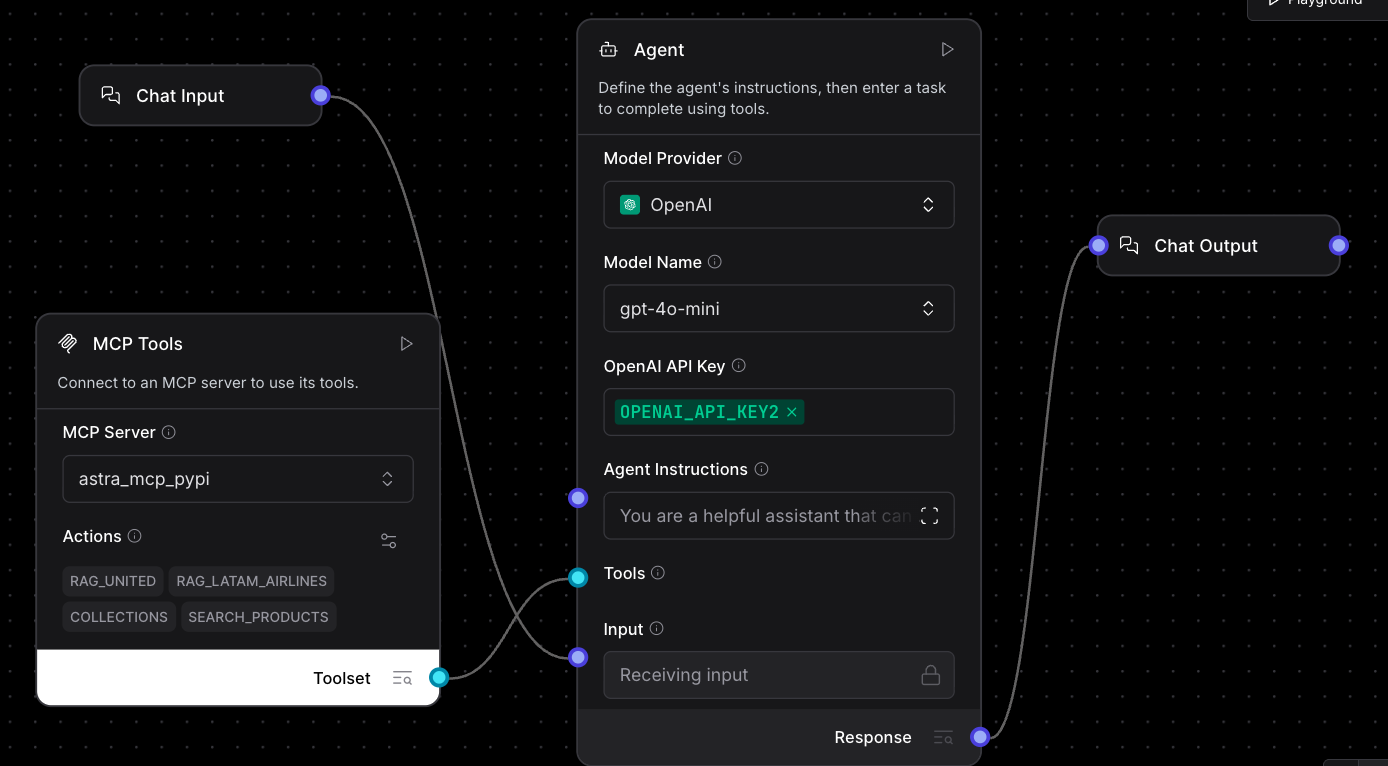 Playground
Chat Input
Agent
Define the agent's instructions, then enter a task
to complete using tools.
Model Provider
OpenAI
Model Name
gpt-4o-mini
OpenAI API Key
OPENAI_API_KEY2
Agent Instructions
You are a helpful assistant that can
Tools
Input
Receiving input
Response
MCP Tools
Connect to an MCP server to use its tools.
MCP Server
astra_mcp_pypi
Actions
RAG_UNITED RAG_LATAM_AIRLINES
COLLECTIONS SEARCH_PRODUCTS
Toolset
Chat Output